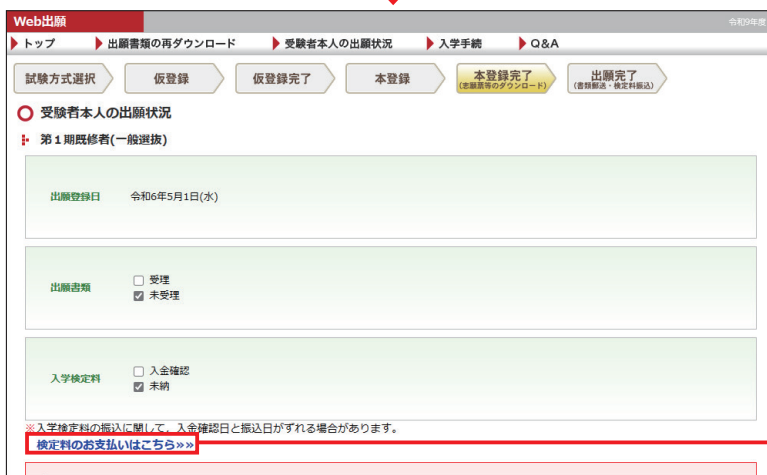 Web出願
令和9年度
トップ 出願書類の再ダウンロード 受験者本人の出願状況 入学手続 Q&A
試験方式選択 仮登録 仮登録完了 本登録 本登録完了 (志願票等のダウンロード) 出願完了 (書類郵送・検定料振込)
受験者本人の出願状況
第1期既修者(一般選抜)
出願登録日 令和6年5月1日(水)
受理
出願書類
未受理
入金確認
入学検定料
未納
※入学検定料の振込に関して、入金確認日と振込日がずれる場合があります。
検定料のお支払いはこちら»»